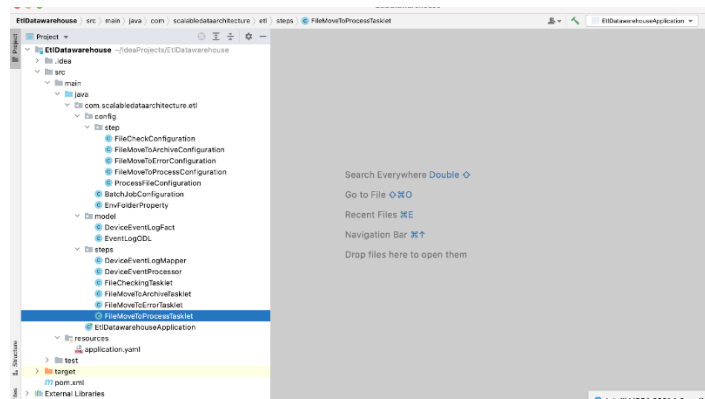 EtlDatawarehouse > src > main > java > com > scalabledataarchitecture > etl > steps > FileMoveToProcessTasklet
EtlDatawarehouseApplication
Project
Project
EtlDatawarehouse ~/IdeaProjects/EtlDatawarehouse
.idea
src
main
java
com.scalabledataarchitecture.etl
config
step
FileCheckConfiguration
FileMoveToArchiveConfiguration
FileMoveToErrorConfiguration
FileMoveToProcessConfiguration
ProcessFileConfiguration
BatchJobConfiguration
EnvFolderProperty
model
DeviceEventLogFact
EventLogODL
steps
DeviceEventLogMapper
DeviceEventProcessor
FileCheckingTasklet
FileMoveToArchiveTasklet
FileMoveToErrorTasklet
FileMoveToProcessTasklet
EtlDatawarehouseApplication
resources
application.yaml
test
target
pom.xml
External Libraries
Structure
Search Everywhere Double ⇧
Go to File ⇧⌘O
Recent Files ⌘E
Navigation Bar ⌘↑
Drop files here to open them